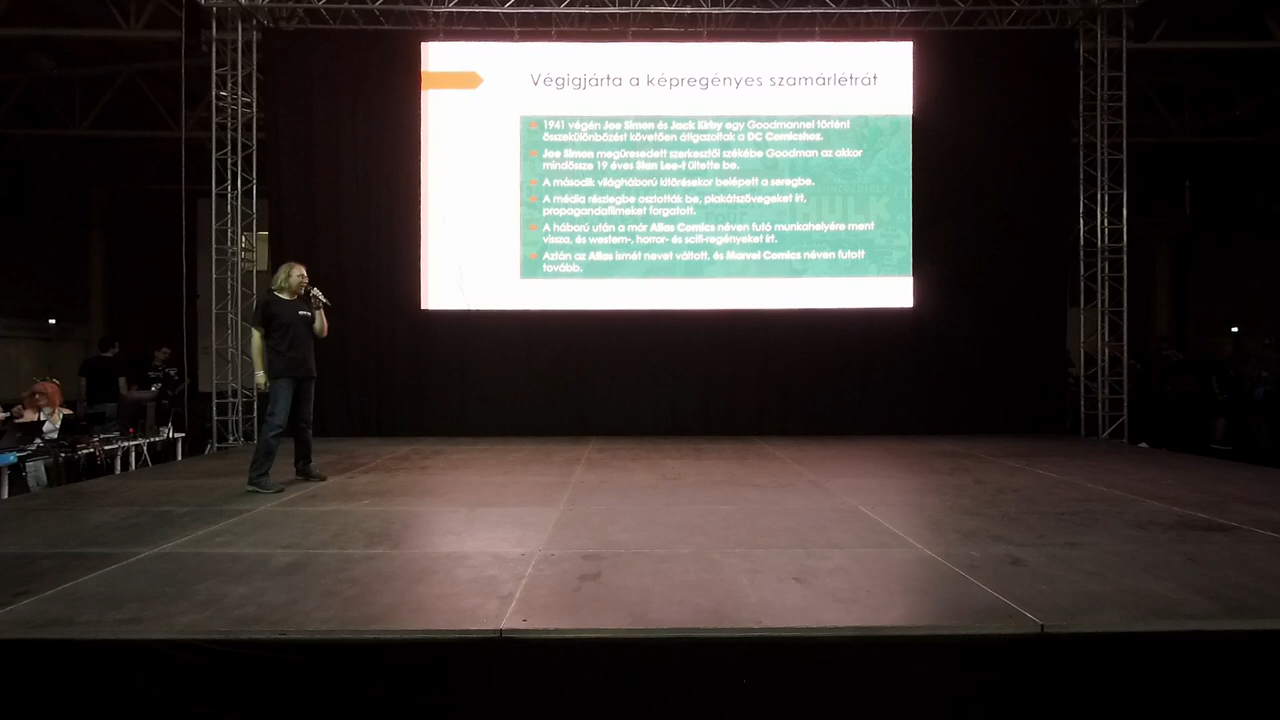 Végigjárta a képregényes szamárlétrát
1941 végén Joe Simon és Jack Kirby egy Goodmannel történt
összekülönbözést követően átigazoltak a DC Comicshoz.
Joe Simon megüresedett szerkesztői székébe Goodman az akkor
mindössze 19 éves Stan Lee-t ültette be.
A második világháború kitörésekor belépett a seregbe.
A média részlegbe osztották be, plakátszövegeket írt,
propagandafilmeket forgatott.
A háború után a már Atlas Comics néven futó munkahelyére ment
vissza, és western-, horror- és scifi-regényeket írt.
Aztán az Atlas ismét nevet váltott, és Marvel Comics néven futott
tovább.
INCREDIBLE
HULK